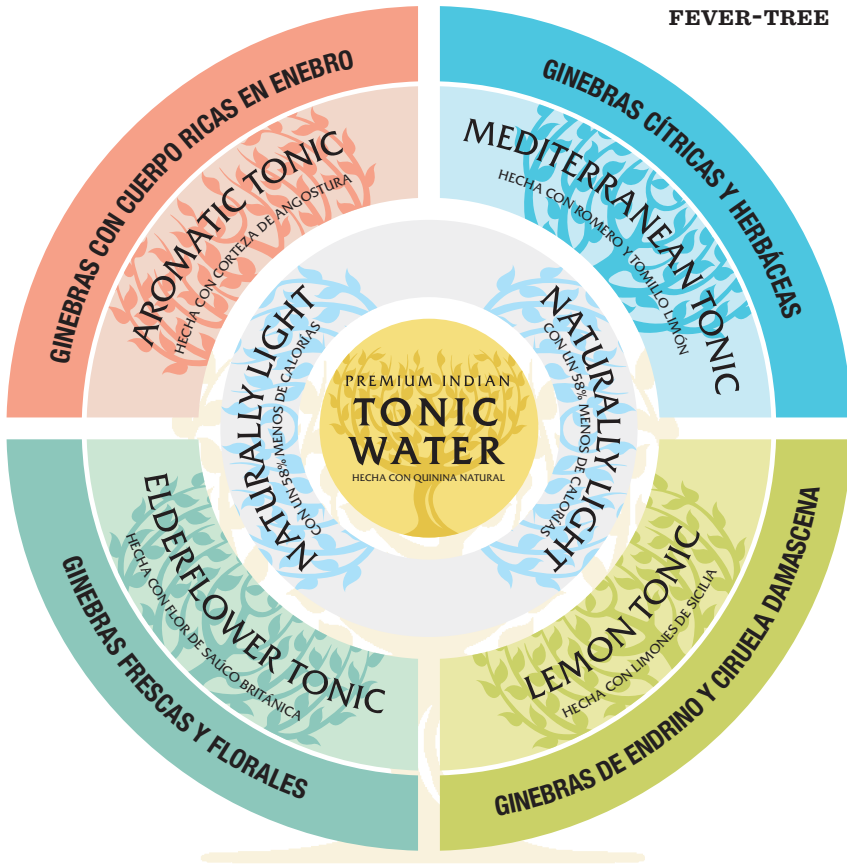 FEVER-TREE
GINEBRAS CON CUERPO RICAS EN ENEBRO
AROMATIC TONIC
HECHA CON CORTEZA DE ANGOSTURA
GINEBRAS CÍTRICAS Y HERBÁCEAS
MEDITERRANEAN TONIC
HECHA CON ROMERO Y TOMILLO LIMÓN
NATURALLY LIGHT
CON UN 58% MENOS DE CALORÍAS
PREMIUM INDIAN
TONIC
WATER
HECHA CON QUININA NATURAL
NATURALLY LIGHT
CON UN 58% MENOS DE CALORÍAS
ELDERFLOWER TONIC
HECHA CON FLOR DE SAÚCO BRITÁNICA
GINEBRAS FRESCAS Y FLORALES
LEMON TONIC
HECHA CON LIMONES DE SICILIA
GINEBRAS DE ENDRINO Y CIRUELA DAMASCENA